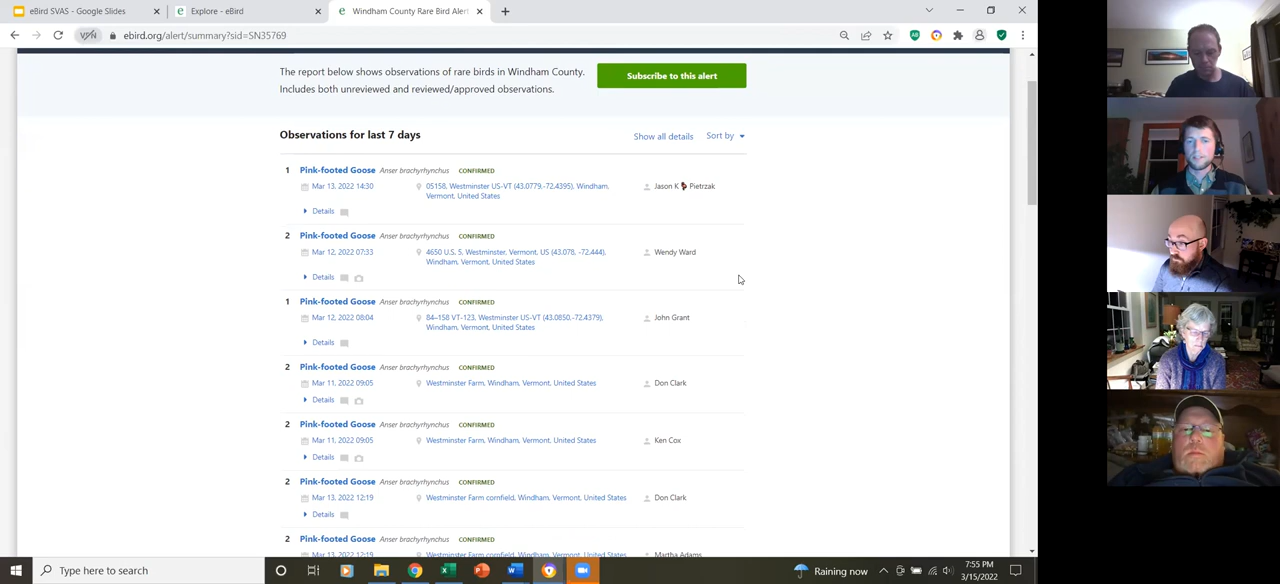 eBird SVAS - Google Slides
Explore - eBird
Windham County Rare Bird Aler
VPN
ebird.org/alert/summary?sid=SN35769
The report below shows observations of rare birds in Windham County.
Includes both unreviewed and reviewed/approved observations.
Subscribe to this alert
Observations for last 7 days
Show all details
Sort by
1 Pink-footed Goose Anser brachyrhynchus CONFIRMED
Mar 13, 2022 14:30 05158, Westminster US-VT (43.0779,-72.4395), Windham, Jason K Pietrzak
Vermont, United States
Details
2 Pink-footed Goose Anser brachyrhynchus CONFIRMED
Mar 12, 2022 07:33 4650 U.S. 5, Westminster, Vermont, US (43.078, -72.444), Wendy Ward
Windham, Vermont, United States
Details
1 Pink-footed Goose Anser brachyrhynchus CONFIRMED
Mar 12, 2022 08:04 84–158 VT-123, Westminster US-VT (43.0850,-72.4379), John Grant
Windham, Vermont, United States
Details
2 Pink-footed Goose Anser brachyrhynchus CONFIRMED
Mar 11, 2022 09:05 Westminster Farm, Windham, Vermont, United States Don Clark
Details
2 Pink-footed Goose Anser brachyrhynchus CONFIRMED
Mar 11, 2022 09:05 Westminster Farm, Windham, Vermont, United States Ken Cox
Details
2 Pink-footed Goose Anser brachyrhynchus CONFIRMED
Mar 13, 2022 12:19 Westminster Farm cornfield, Windham, Vermont, United States Don Clark
Details
2 Pink-footed Goose Anser brachyrhynchus CONFIRMED
Mar 13, 2022 12:19 Westminster Farm cornfield, Windham, Vermont, United States Martha Adams
Type here to search
Raining now
7:55 PM
3/15/2022